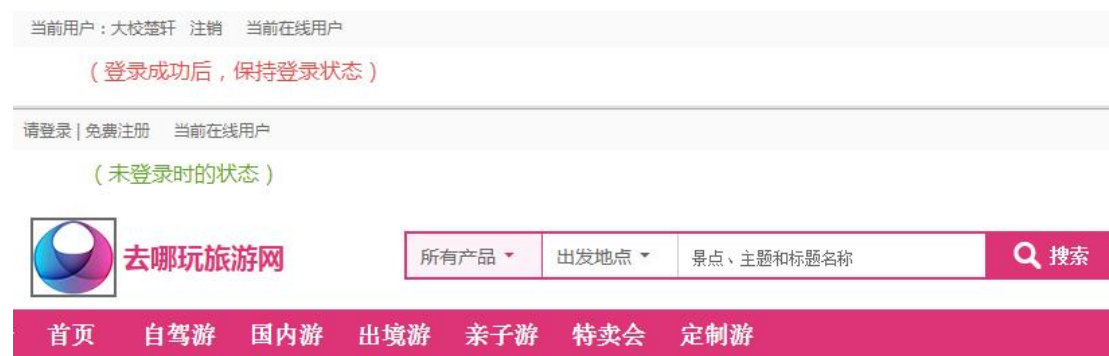 当前用户：大校楚轩 注销 当前在线用户
（登录成功后，保持登录状态）
请登录 | 免费注册 当前在线用户
（未登录时的状态）
去哪玩旅游网 所有产品 出发地点 景点、主题和标题名称 搜索
首页 自驾游 国内游 出境游 亲子游 特卖会 定制游